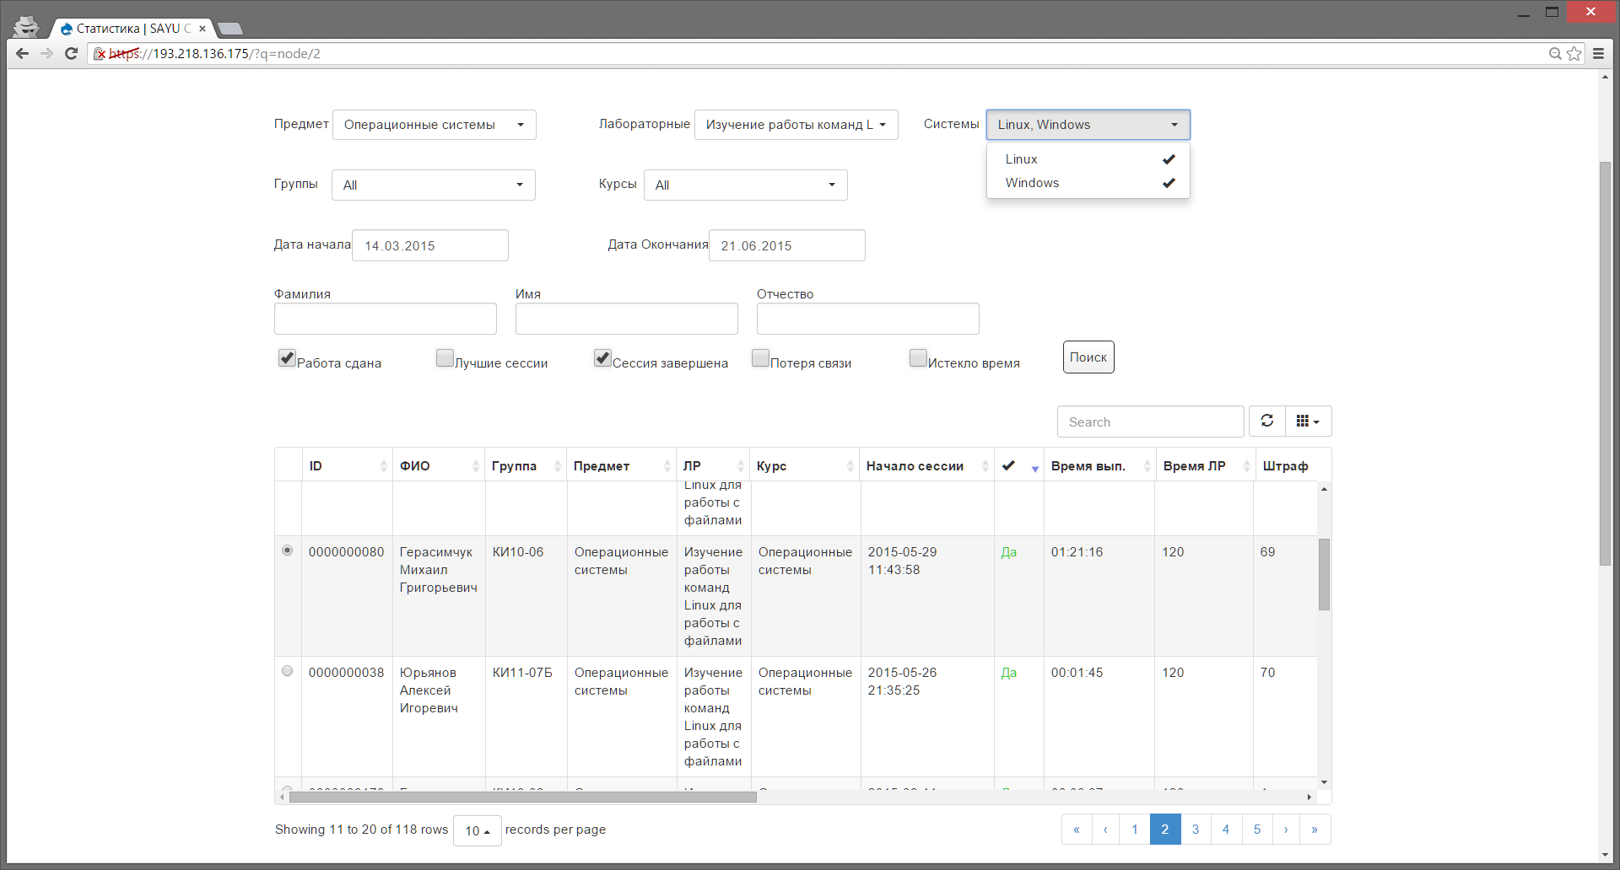 Статистика | SAYU C
https://193.218.136.175/?q=node/2
Предмет Операционные системы Лабораторные Изучение работы команд L Системы Linux, Windows
Linux
Windows
Группы All Курсы All
Дата начала 14.03.2015 Дата Окончания 21.06.2015
Фамилия Имя Отчество
Работа сдана Лучшие сессии Сессия завершена Потеря связи Истекло время Поиск
Search
ID ФИО Группа Предмет ЛР Курс Начало сессии Время вып. Время ЛР Штраф
Linux для
работы с
файлами
0000000080 Герасимчук КИ10-06 Операционные Изучение Операционные 2015-05-29 Да 01:21:16 120 69
Михаил системы работы системы 11:43:58
Григорьевич команд
Linux для
работы с
файлами
0000000038 Юрьянов КИ11-07Б Операционные Изучение Операционные 2015-05-26 Да 00:01:45 120 70
Алексей системы работы системы 21:35:25
Игоревич команд
Linux для
работы с
файлами
Showing 11 to 20 of 118 rows 10 records per page « ‹ 1 2 3 4 5 › »